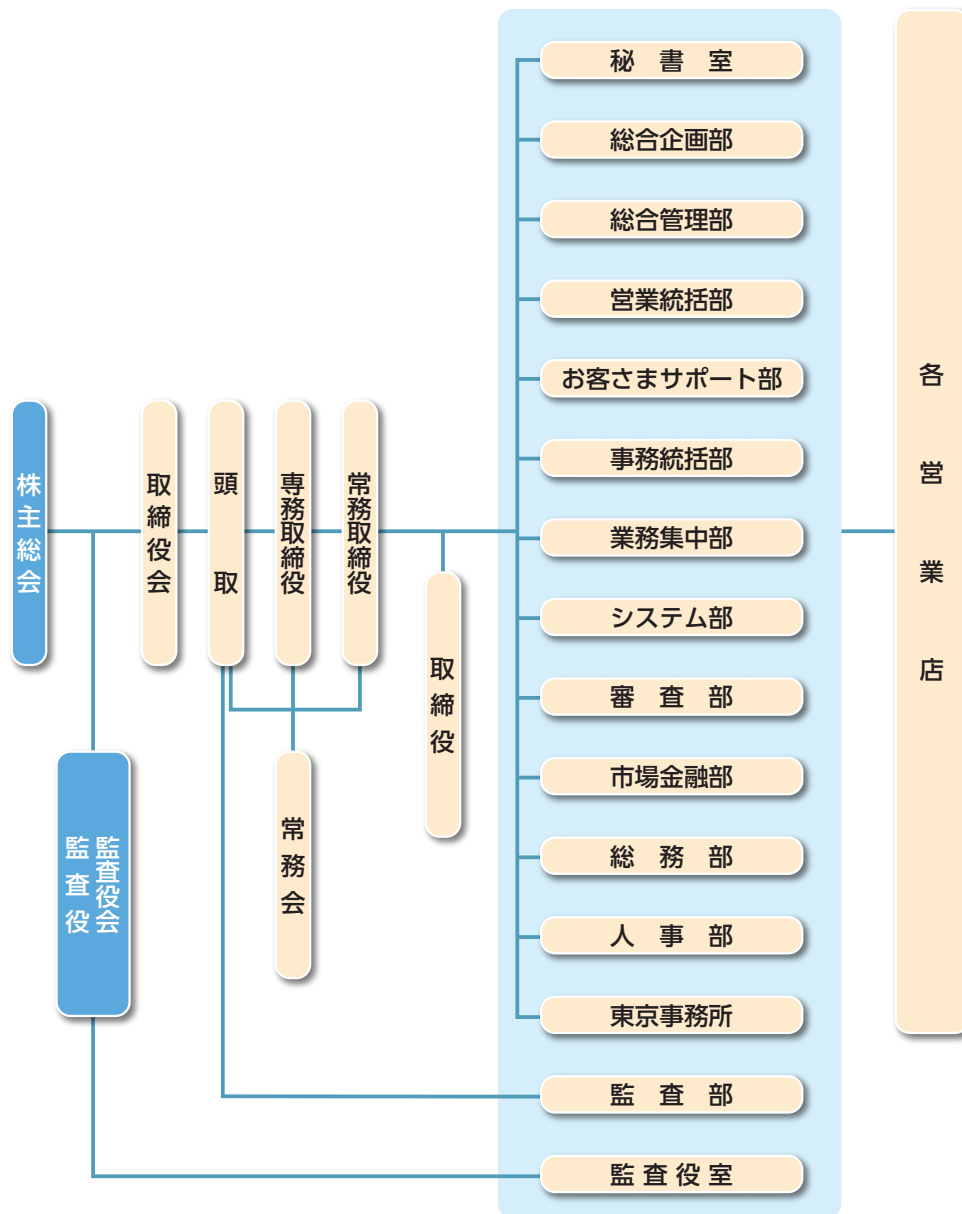 株主総会
監査役会
監査役
取締役会
頭取
専務取締役
常務取締役
常務会
取締役
秘書室
総合企画部
総合管理部
営業統括部
お客さまサポート部
事務統括部
業務集中部
システム部
審査部
市場金融部
総務部
人事部
東京事務所
監査部
監査役室
各営業店